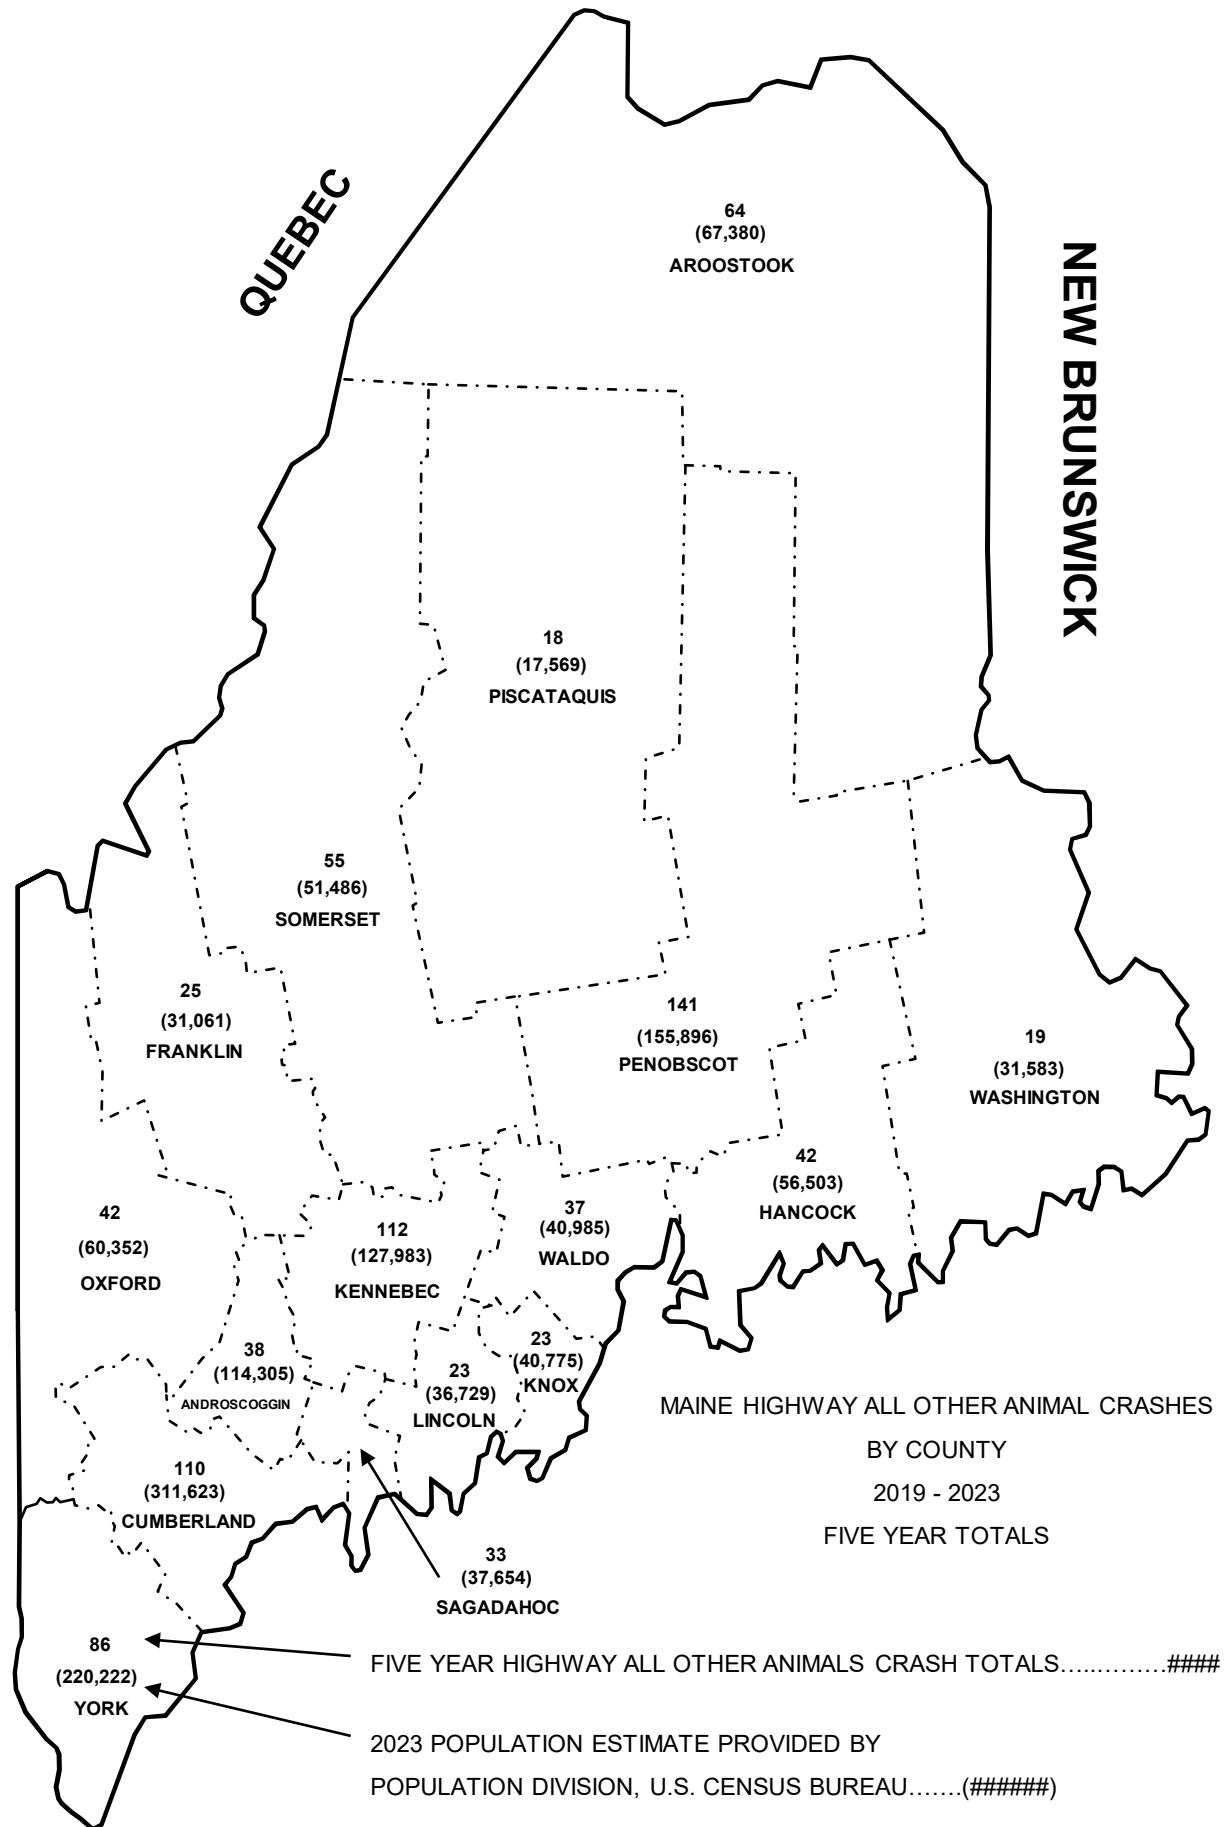 QUEBEC
NEW BRUNSWICK
64
(67,380)
AROOSTOOK
18
(17,569)
PISCATAQUIS
55
(51,486)
SOMERSET
25
(31,061)
FRANKLIN
141
(155,896)
PENOBSCOT
19
(31,583)
WASHINGTON
42
(56,503)
HANCOCK
37
(40,985)
WALDO
42
(60,352)
OXFORD
112
(127,983)
KENNEBEC
38
(114,305)
ANDROSCOGGIN
23
(36,729)
LINCOLN
23
(40,775)
KNOX
110
(311,623)
CUMBERLAND
33
(37,654)
SAGADAHOC
86
(220,222)
YORK
MAINE HIGHWAY ALL OTHER ANIMAL CRASHES
BY COUNTY
2019 - 2023
FIVE YEAR TOTALS
FIVE YEAR HIGHWAY ALL OTHER ANIMALS CRASH TOTALS…..………####
2023 POPULATION ESTIMATE PROVIDED BY
POPULATION DIVISION, U.S. CENSUS BUREAU…….(######)